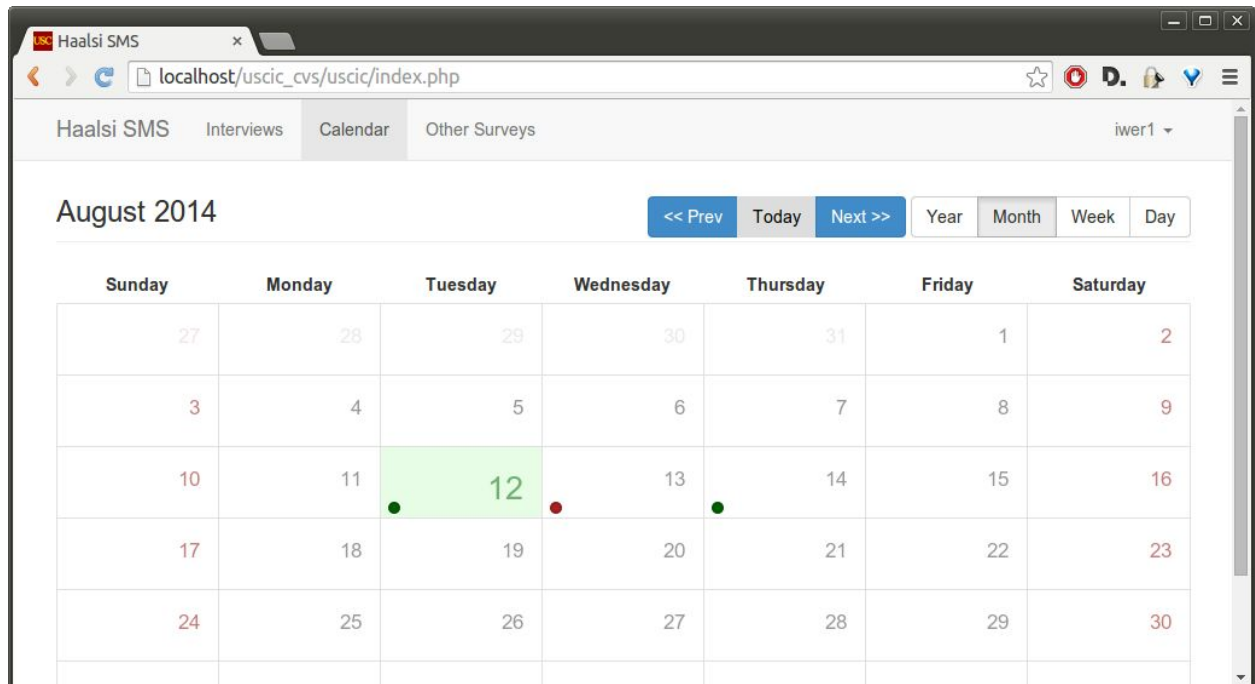 USC Haalsi SMS ×
localhost/uscic_cvs/uscic/index.php D.
Haalsi SMS Interviews Calendar Other Surveys iwer1
August 2014 << Prev Today Next >> Year Month Week Day
Sunday Monday Tuesday Wednesday Thursday Friday Saturday
27 28 29 30 31 1 2
3 4 5 6 7 8 9
10 11 12 13 14 15 16
17 18 19 20 21 22 23
24 25 26 27 28 29 30